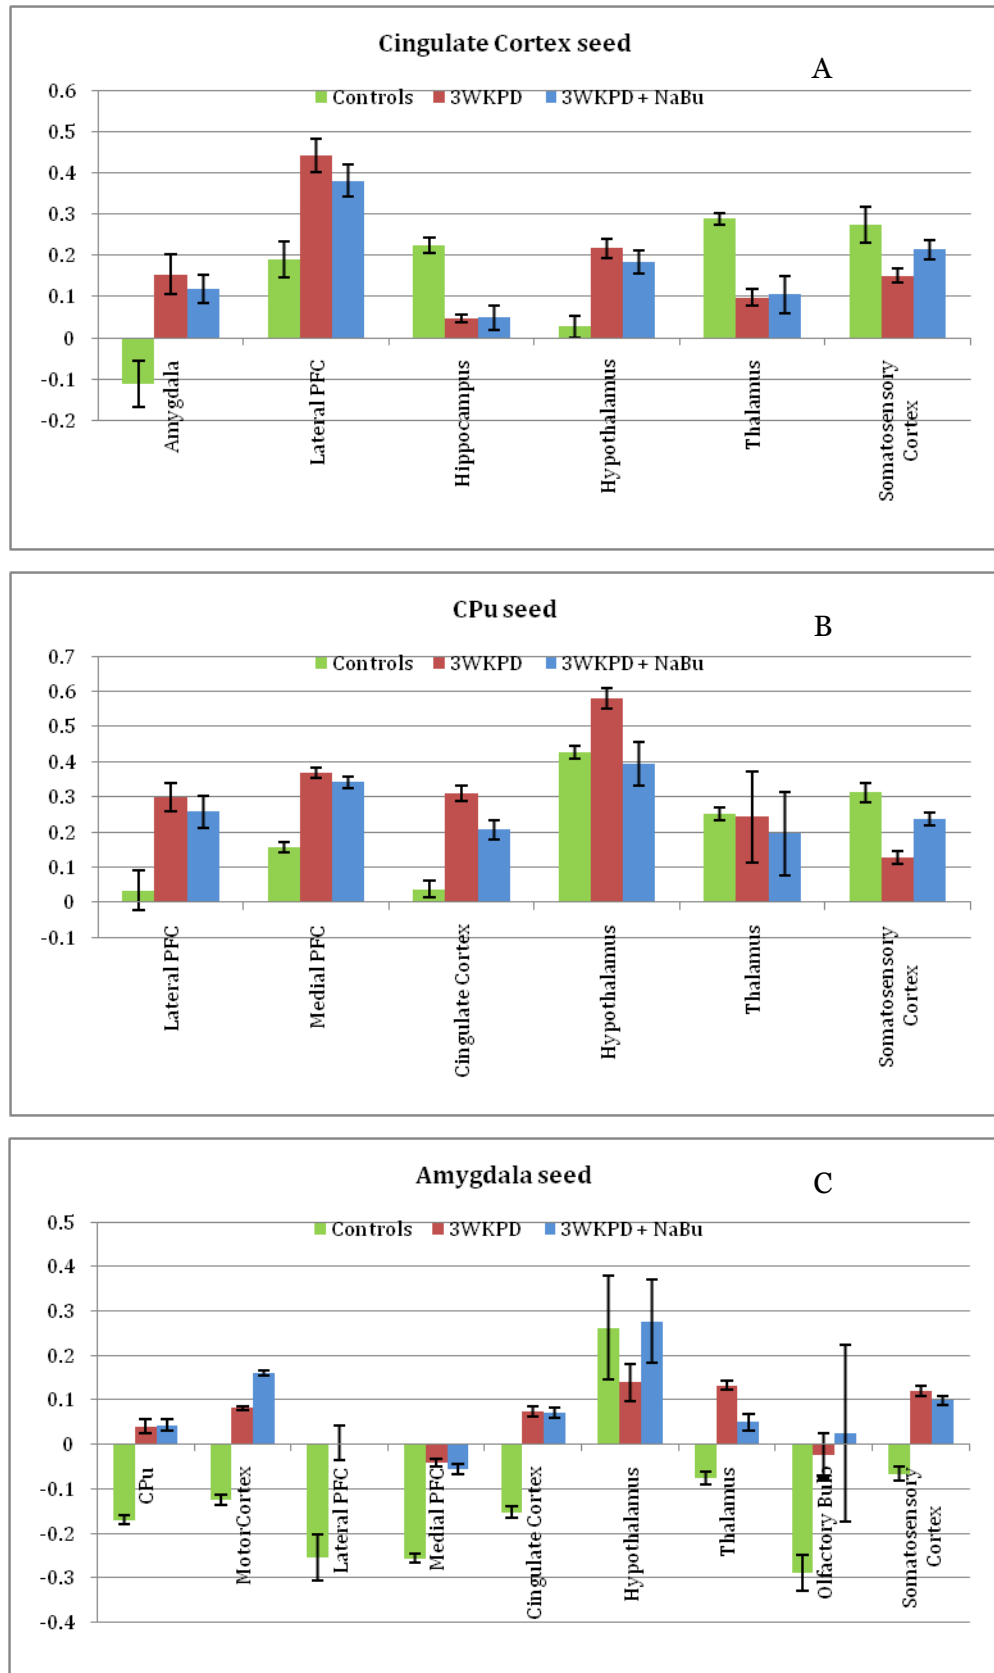 Cingulate Cortex seed
A
Controls 3WKPD 3WKPD + NaBu
0.6
0.5
0.4
0.3
0.2
0.1
0
-0.1
-0.2
Amygdala
Lateral PFC
Hippocampus
Hypothalamus
Thalamus
Somatosensory
Cortex
CPu seed
B
Controls 3WKPD 3WKPD + NaBu
0.7
0.6
0.5
0.4
0.3
0.2
0.1
0
-0.1
Lateral PFC
Medial PFC
Cingulate Cortex
Hypothalamus
Thalamus
Somatosensory
Cortex
Amygdala seed
C
Controls 3WKPD 3WKPD + NaBu
0.5
0.4
0.3
0.2
0.1
0
-0.1
-0.2
-0.3
-0.4
CPu
MotorCortex
Lateral PFC
Medial PFC
Cingulate Cortex
Hypothalamus
Thalamus
Olfactory Bulb
Somatosensory
Cortex